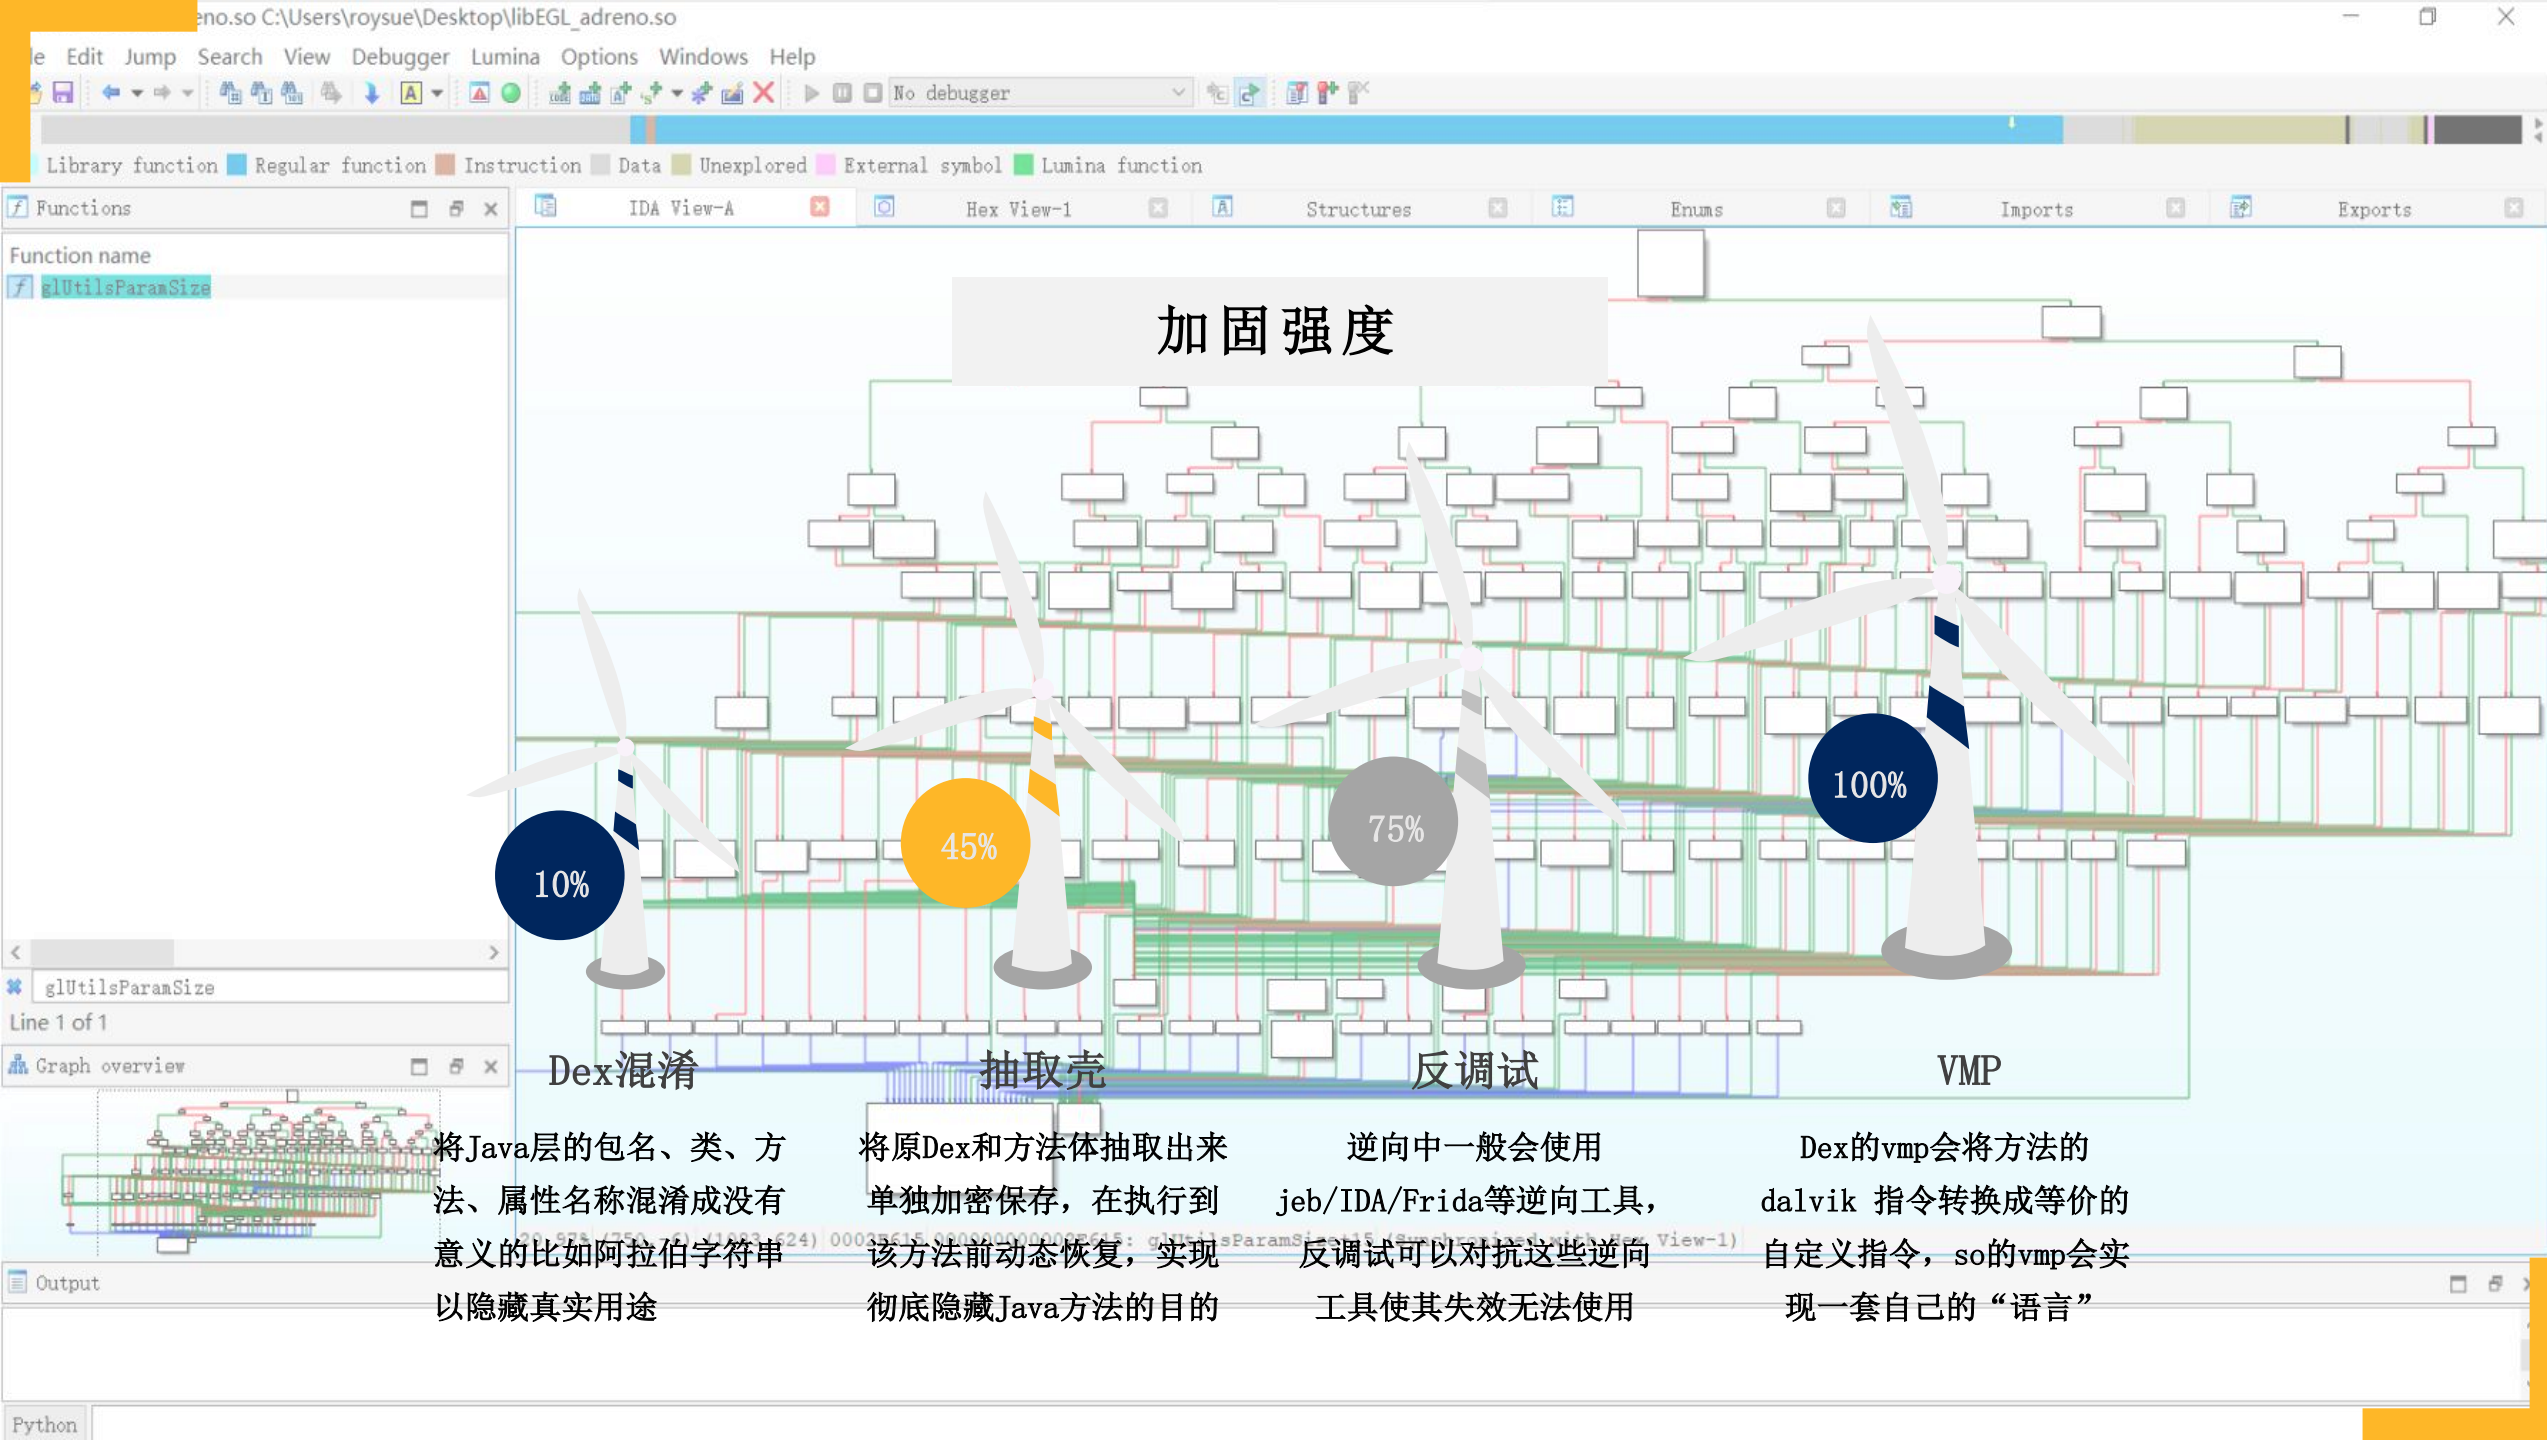 eno.so C:\Users\roysue\Desktop\libEGL_adreno.so
le Edit Jump Search View Debugger Lumina Options Windows Help
No debugger
Library function Regular function Instruction Data Unexplored External symbol Lumina function
Functions
IDA View-A
Hex View-1
Structures
Enums
Imports
Exports
Function name
glUtilsParamSize
加固强度
10%
45%
75%
100%
glUtilsParamSize
Line 1 of 1
Graph overview
Dex混淆
将Java层的包名、类、方
法、属性名称混淆成没有
意义的比如阿拉伯字符串
以隐藏真实用途
抽取壳
将原Dex和方法体抽取出来
单独加密保存，在执行到
该方法前动态恢复，实现
彻底隐藏Java方法的目的
反调试
逆向中一般会使用
jeb/IDA/Frida等逆向工具，
反调试可以对抗这些逆向
工具使其失效无法使用
VMP
Dex的vmp会将方法的
dalvik 指令转换成等价的
自定义指令，so的vmp会实
现一套自己的“语言”
624) 0002E615 000000000002E615: glUtilsParamSize+15 (Synchronized with Hex View-1)
Output
Python